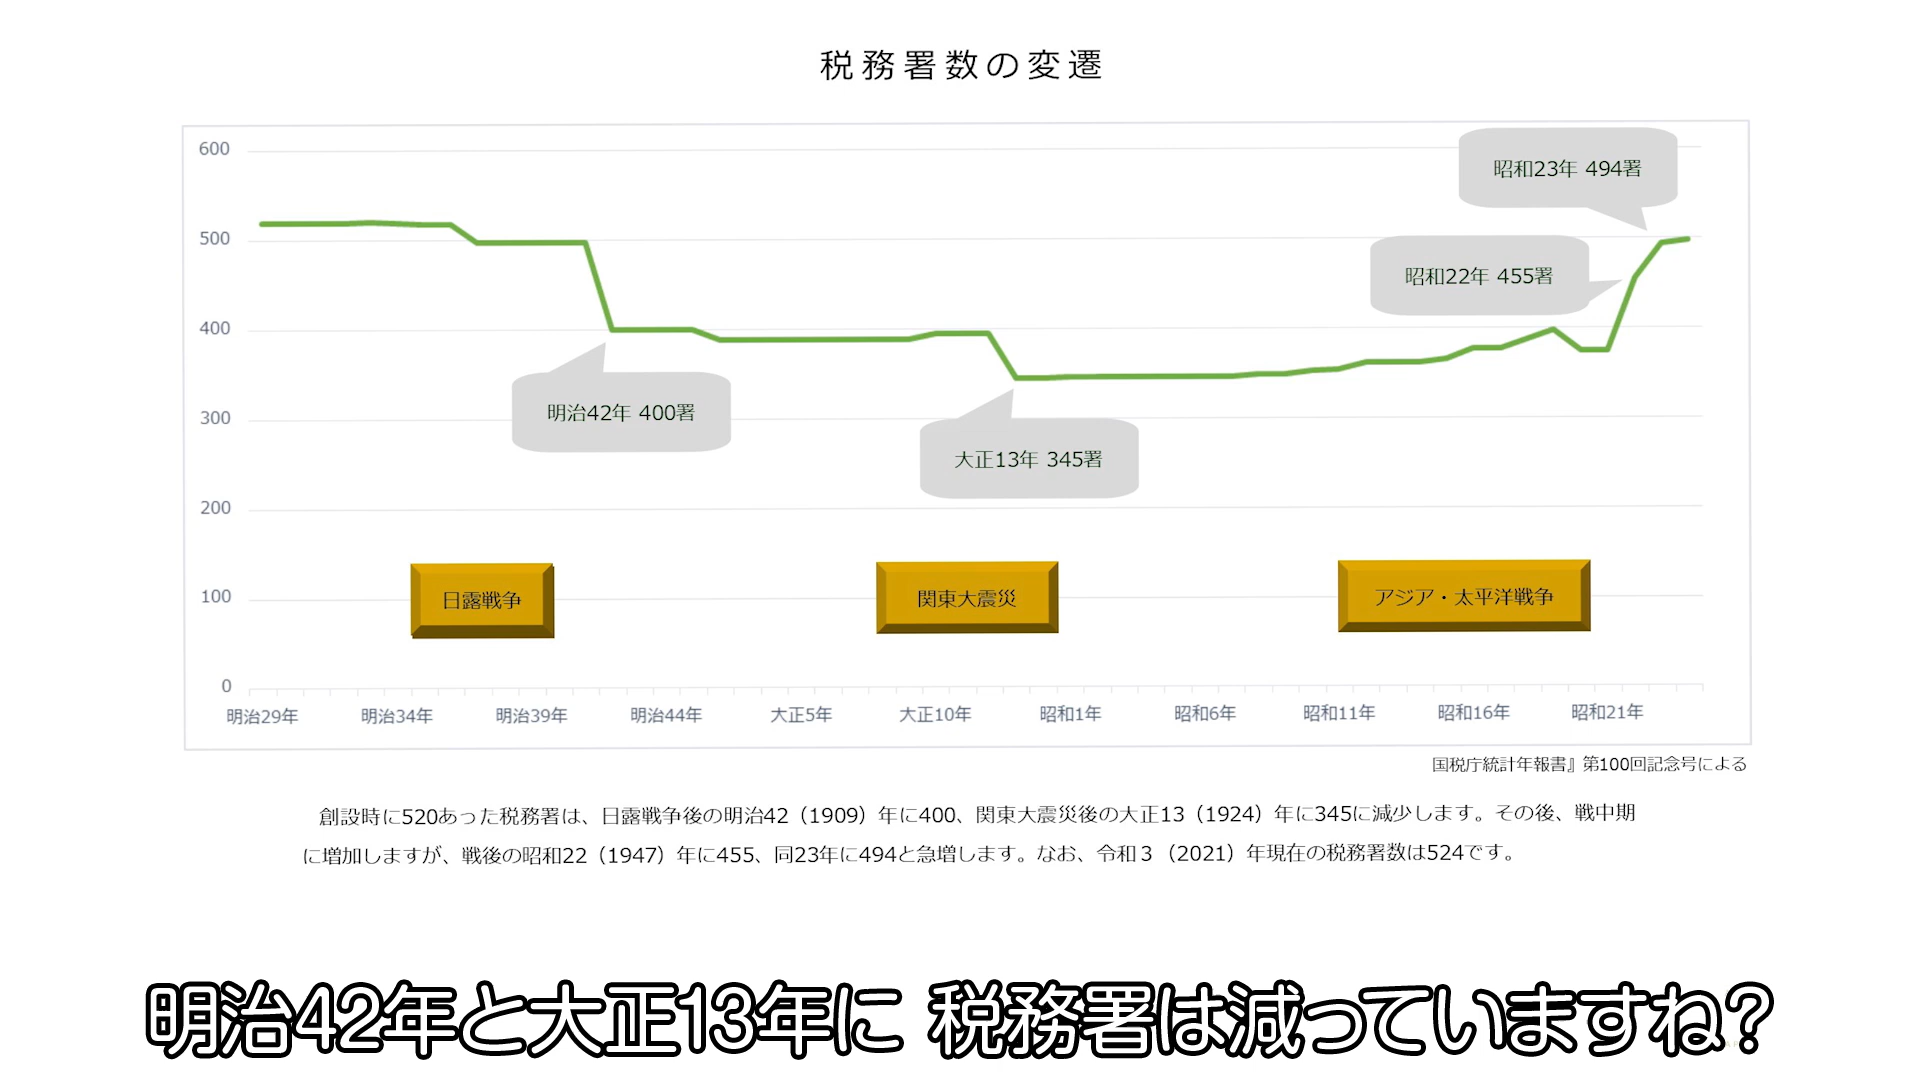 税務署数の変遷
600
500
400
300
200
100
0
昭和23年 494署
昭和22年 455署
明治42年 400署
大正13年 345署
日露戦争
関東大震災
アジア・太平洋戦争
明治29年 明治34年 明治39年 明治44年 大正5年 大正10年 昭和1年 昭和6年 昭和11年 昭和16年 昭和21年
国税庁統計年報書』第100回記念号による
創設時に520あった税務署は、日露戦争後の明治42（1909）年に400、関東大震災後の大正13（1924）年に345に減少します。その後、戦中期
に増加しますが、戦後の昭和22（1947）年に455、同23年に494と急増します。なお、令和３（2021）年現在の税務署数は524です。
明治42年と大正13年に 税務署は減っていますね？